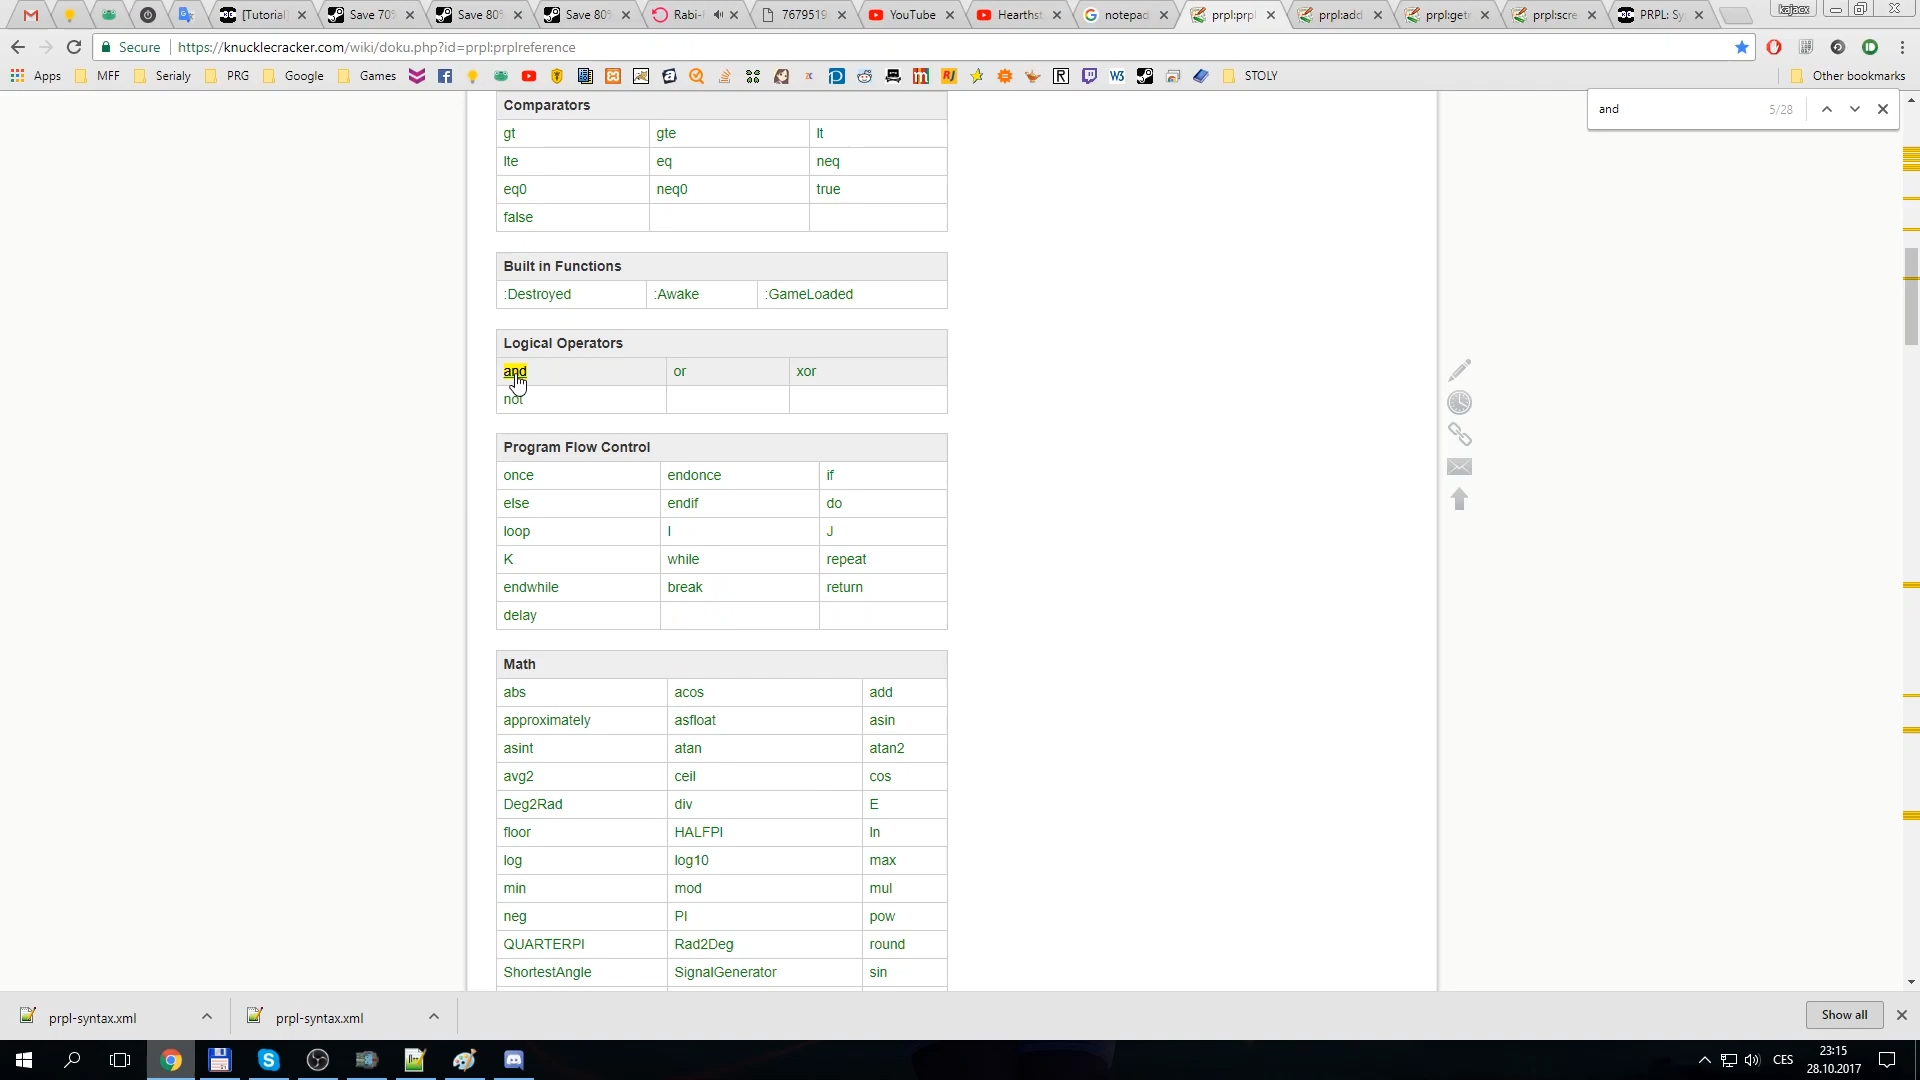 [Tutorial]
Save 70%
Save 80%
Save 80%
Rabi-
7679519
YouTube
Hearthst
notepad
prpl:prpl
prpl:add
prpl:get
prpl:scre
PRPL: Sy
kajacx
Secure
https://knucklecracker.com/wiki/doku.php?id=prpl:prplreference
Apps
MFF
Serialy
PRG
Google
Games
STOLY
Other bookmarks
and
5/28
Comparators
gt gte lt
lte eq neq
eq0 neq0 true
false
Built in Functions
:Destroyed :Awake :GameLoaded
Logical Operators
and or xor
not
Program Flow Control
once endonce if
else endif do
loop I J
K while repeat
endwhile break return
delay
Math
abs acos add
approximately asfloat asin
asint atan atan2
avg2 ceil cos
Deg2Rad div E
floor HALFPI ln
log log10 max
min mod mul
neg PI pow
QUARTERPI Rad2Deg round
ShortestAngle SignalGenerator sin
prpl-syntax.xml
prpl-syntax.xml
Show all
CES
23:15
28.10.2017